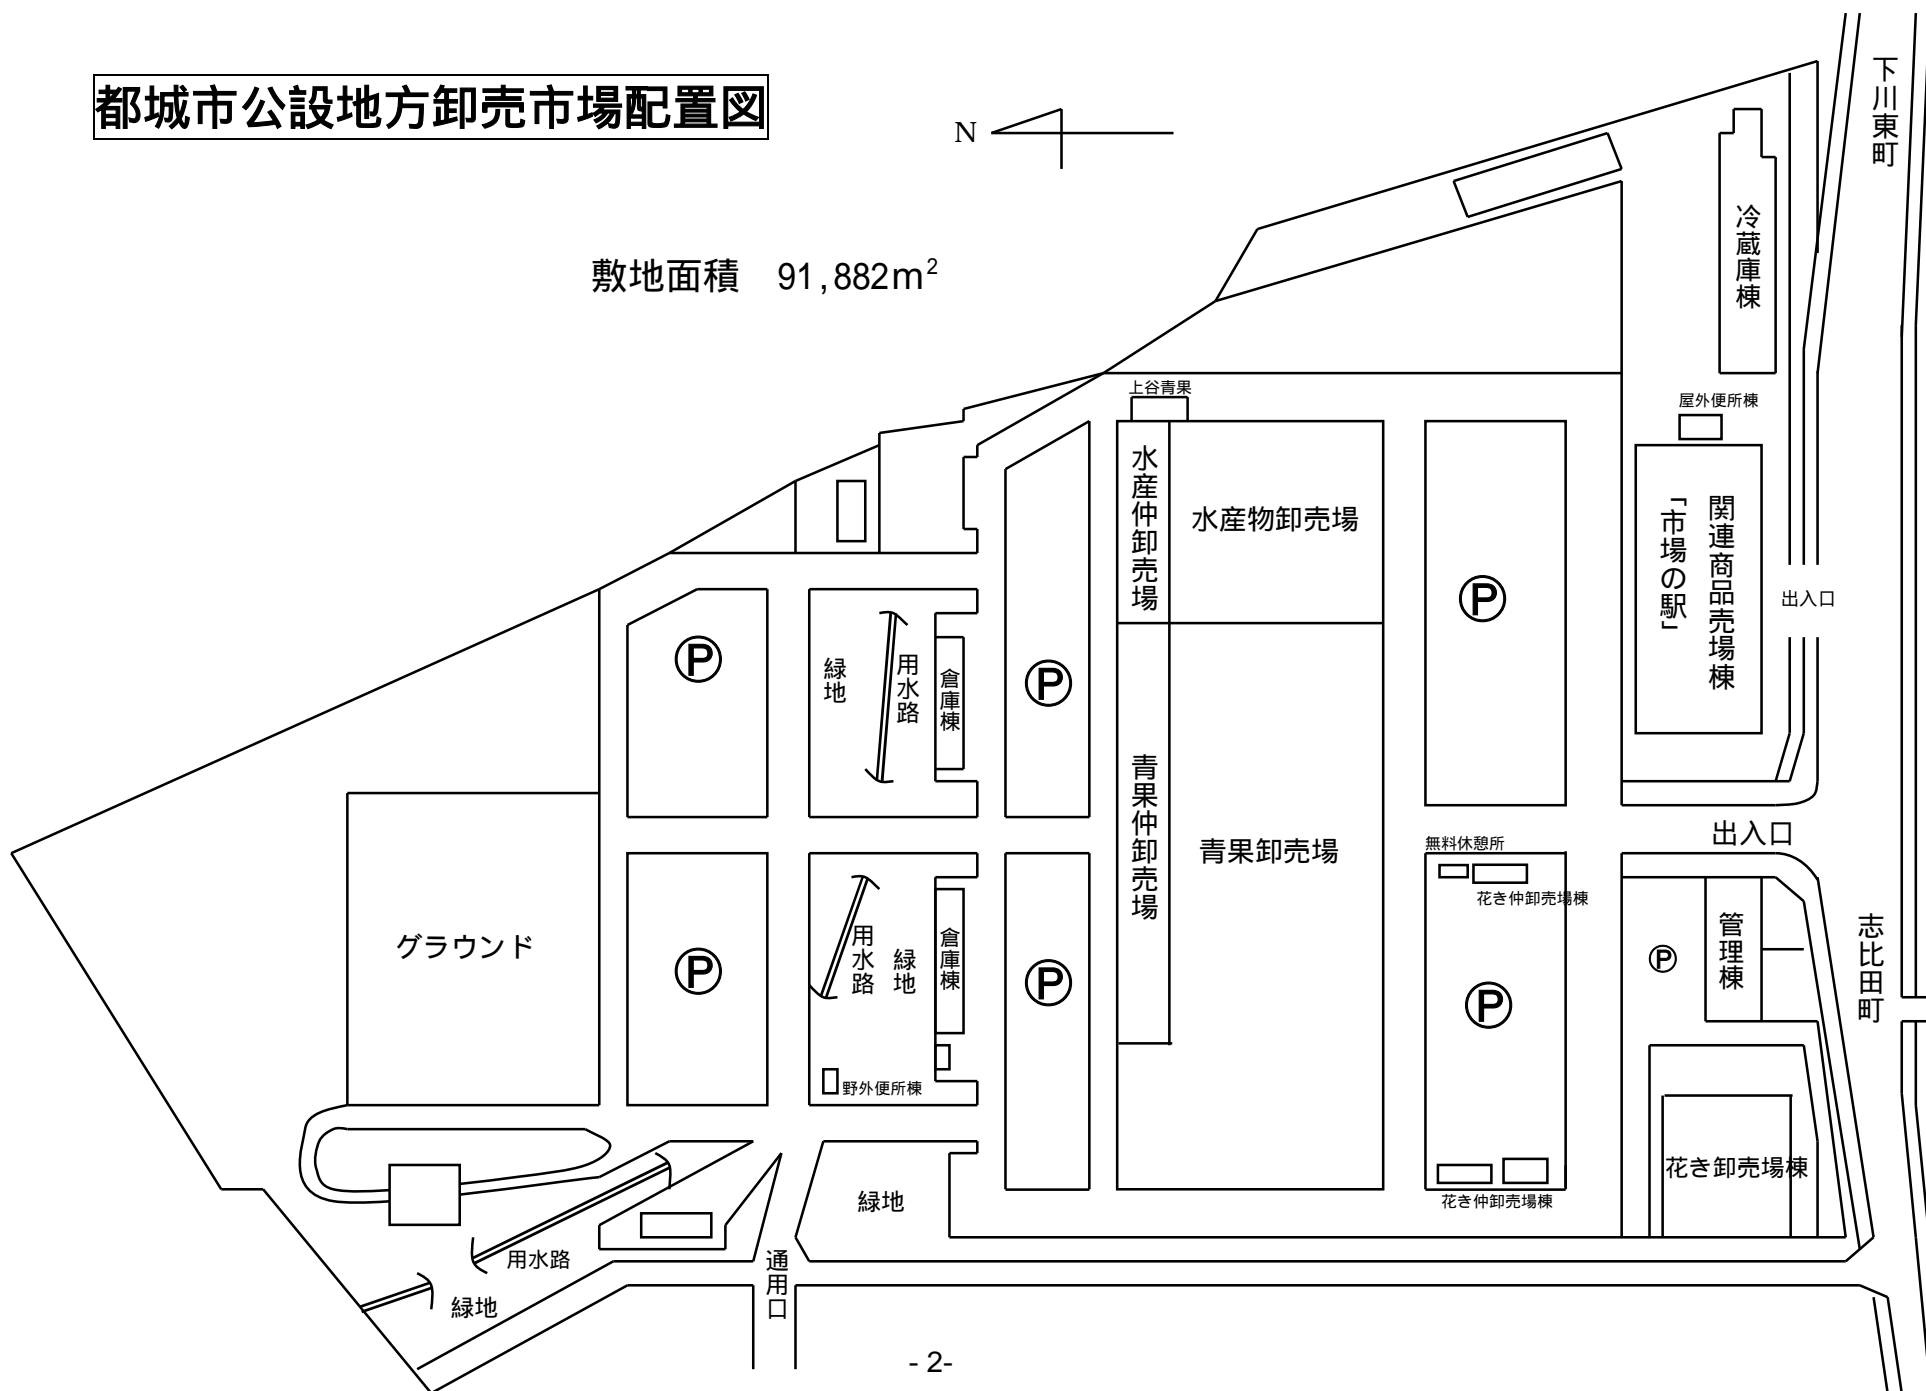 都城市公設地方卸売市場配置図
N
敷地面積 91,882m²
下川東町
冷蔵庫棟
上谷青果
屋外便所棟
水産仲卸売場
水産物卸売場
関連商品売場棟
「市場の駅」
出入口
Ⓟ
Ⓟ
Ⓟ
緑地
用水路
倉庫棟
青果仲卸売場
青果卸売場
出入口
無料休憩所
花き仲卸売場棟
グラウンド
Ⓟ
用水路
緑地
倉庫棟
Ⓟ
Ⓟ
Ⓟ
管理棟
志比田町
野外便所棟
花き卸売場棟
緑地
花き仲卸売場棟
用水路
緑地
通用口
- 2-